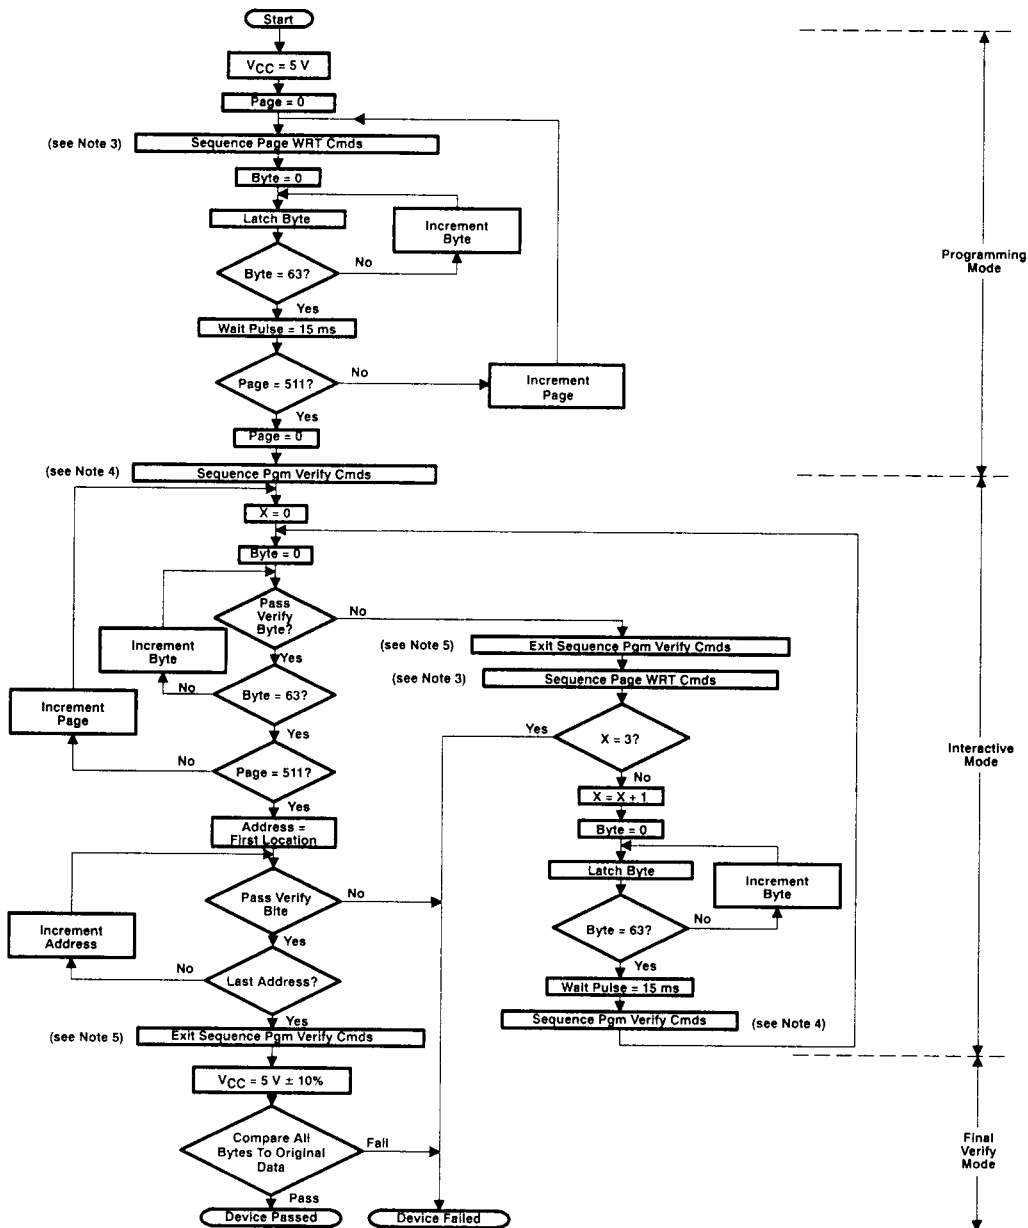 Start
VCC = 5 V
Page = 0
(see Note 3)
Sequence Page WRT Cmds
Byte = 0
Latch Byte
Increment
Byte
Byte = 63?
No
Yes
Wait Pulse = 15 ms
Page = 511?
No
Increment
Page
Yes
Page = 0
(see Note 4)
Sequence Pgm Verify Cmds
Programming
Mode
X = 0
Byte = 0
Pass
Verify
Byte?
No
Yes
Increment
Byte
Byte = 63?
No
Increment
Page
Yes
Page = 511?
No
Yes
Address =
First Location
Pass Verify
Bite
No
Yes
Increment
Address
Last Address?
No
Yes
(see Note 5)
Exit Sequence Pgm Verify Cmds
(see Note 5)
Exit Sequence Pgm Verify Cmds
(see Note 3)
Sequence Page WRT Cmds
X = 3?
Yes
No
X = X + 1
Byte = 0
Latch Byte
Increment
Byte
Byte = 63?
No
Yes
Wait Pulse = 15 ms
Sequence Pgm Verify Cmds
(see Note 4)
Interactive
Mode
VCC = 5 V ± 10%
Compare All
Bytes To Original
Data
Fail
Pass
Device Passed
Device Failed
Final
Verify
Mode